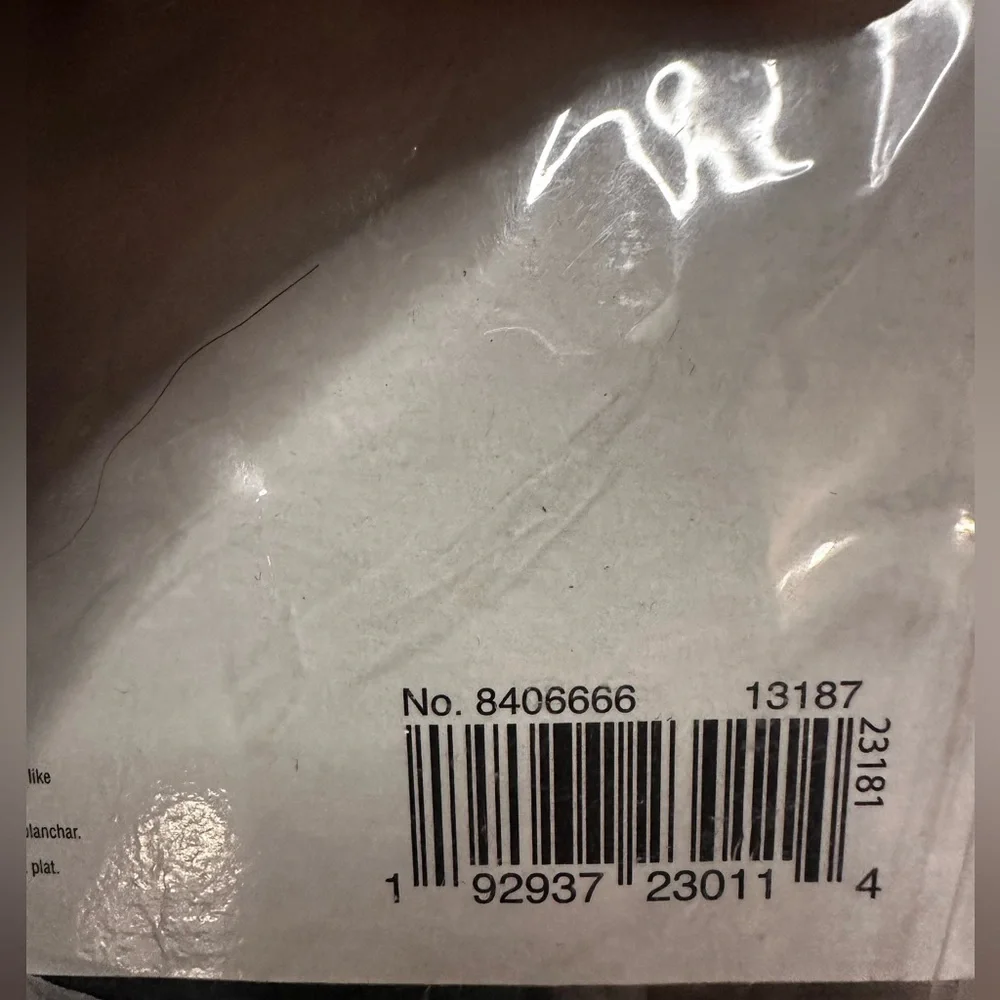 No. 8406666 13187
23181
like
planchar.
plat.
1 92937 23011 4